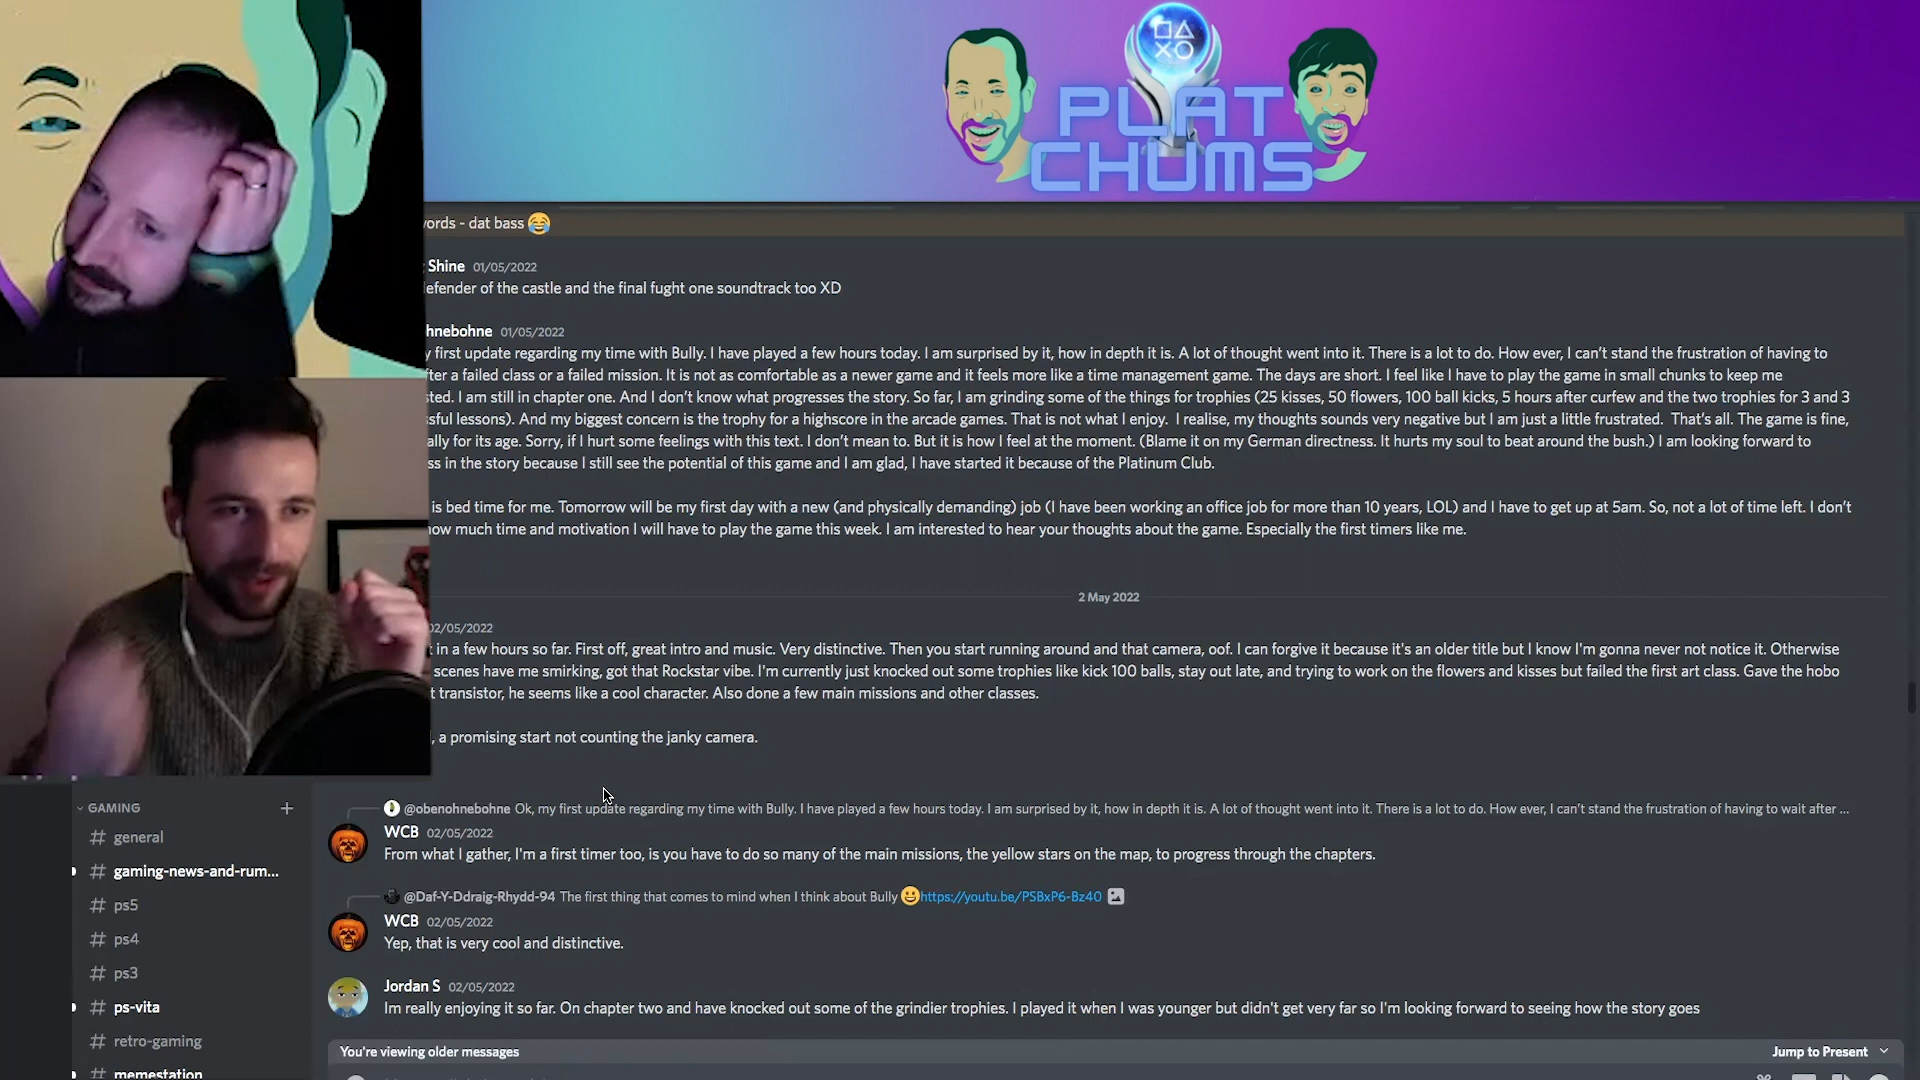 PLAT
CHUMS
words - dat bass
Shine 01/05/2022
defender of the castle and the final fught one soundtrack too XD
hnebohne 01/05/2022
y first update regarding my time with Bully. I have played a few hours today. I am surprised by it, how in depth it is. A lot of thought went into it. There is a lot to do. How ever, I can't stand the frustration of having to
fter a failed class or a failed mission. It is not as comfortable as a newer game and it feels more like a time management game. The days are short. I feel like I have to play the game in small chunks to keep me
sted. I am still in chapter one. And I don't know what progresses the story. So far, I am grinding some of the things for trophies (25 kisses, 50 flowers, 100 ball kicks, 5 hours after curfew and the two trophies for 3 and 3
sful lessons). And my biggest concern is the trophy for a highscore in the arcade games. That is not what I enjoy. I realise, my thoughts sound very negative but I am just a little frustrated. That's all. The game is fine,
ally for its age. Sorry, if I hurt some feelings with this text. I don't mean to. But it is how I feel at the moment. (Blame it on my German directness. It hurts my soul to beat around the bush.) I am looking forward to
ss in the story because I still see the potential of this game and I am glad, I have started it because of the Platinum Club.
is bed time for me. Tomorrow will be my first day with a new (and physically demanding) job (I have been working an office job for more than 10 years, LOL) and I have to get up at 5am. So, not a lot of time left. I don't
ow much time and motivation I will have to play the game this week. I am interested to hear your thoughts about the game. Especially the first timers like me.
2 May 2022
02/05/2022
t in a few hours so far. First off, great intro and music. Very distinctive. Then you start running around and that camera, oof. I can forgive it because it's an older title but I know I'm gonna never not notice it. Otherwise
scenes have me smirking, got that Rockstar vibe. I'm currently just knocked out some trophies like kick 100 balls, stay out late, and trying to work on the flowers and kisses but failed the first art class. Gave the hobo
t transistor, he seems like a cool character. Also done a few main missions and other classes.
, a promising start not counting the janky camera.
GAMING
# general
# gaming-news-and-rum...
# ps5
# ps4
# ps3
# ps-vita
# retro-gaming
# memestation
@obenohnebohne Ok, my first update regarding my time with Bully. I have played a few hours today. I am surprised by it, how in depth it is. A lot of thought went into it. There is a lot to do. How ever, I can't stand the frustration of having to wait after ...
WCB 02/05/2022
From what I gather, I'm a first timer too, is you have to do so many of the main missions, the yellow stars on the map, to progress through the chapters.
@Daf-Y-Ddraig-Rhydd-94 The first thing that comes to mind when I think about Bully 😀https://youtu.be/PSBxP6-Bz40
WCB 02/05/2022
Yep, that is very cool and distinctive.
Jordan S 02/05/2022
Im really enjoying it so far. On chapter two and have knocked out some of the grindier trophies. I played it when I was younger but didn't get very far so I'm looking forward to seeing how the story goes
You're viewing older messages
Jump to Present